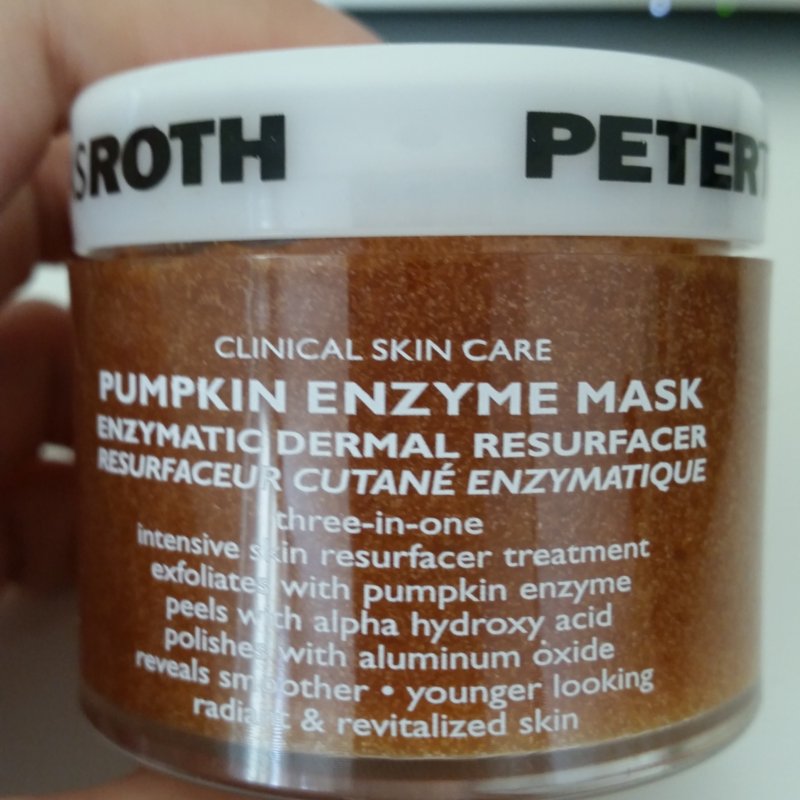 SROTH PETER
CLINICAL SKIN CARE
PUMPKIN ENZYME MASK
ENZYMATIC DERMAL RESURFACER
RESURFACEUR CUTANÉ ENZYMATIQUE
three-in-one
intensive skin resurfacer treatment
exfoliates with pumpkin enzyme
peels with alpha hydroxy acid
polishes with aluminum oxide
reveals smoother • younger looking
radiant & revitalized skin